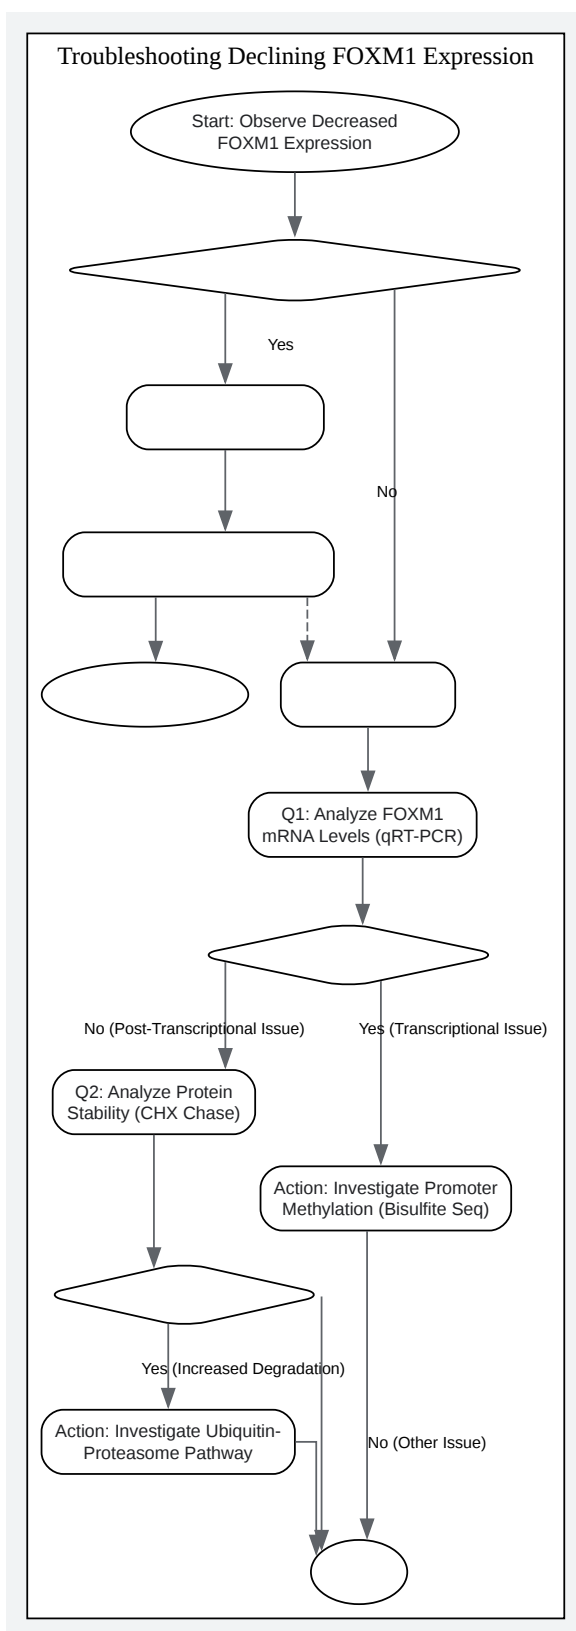 Troubleshooting Declining FOXM1 Expression
Start: Observe Decreased
FOXM1 Expression
Yes
No
Q1: Analyze FOXM1
mRNA Levels (qRT-PCR)
No (Post-Transcriptional Issue)
Yes (Transcriptional Issue)
Q2: Analyze Protein
Stability (CHX Chase)
Action: Investigate Promoter
Methylation (Bisulfite Seq)
Yes (Increased Degradation)
Action: Investigate Ubiquitin-
Proteasome Pathway
No (Other Issue)